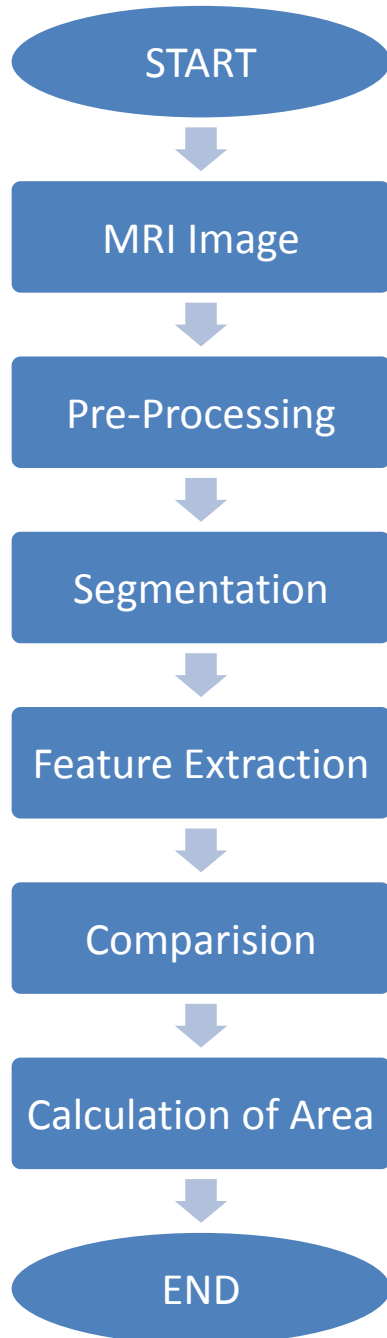 START
MRI Image
Pre-Processing
Segmentation
Feature Extraction
Comparision
Calculation of Area
END